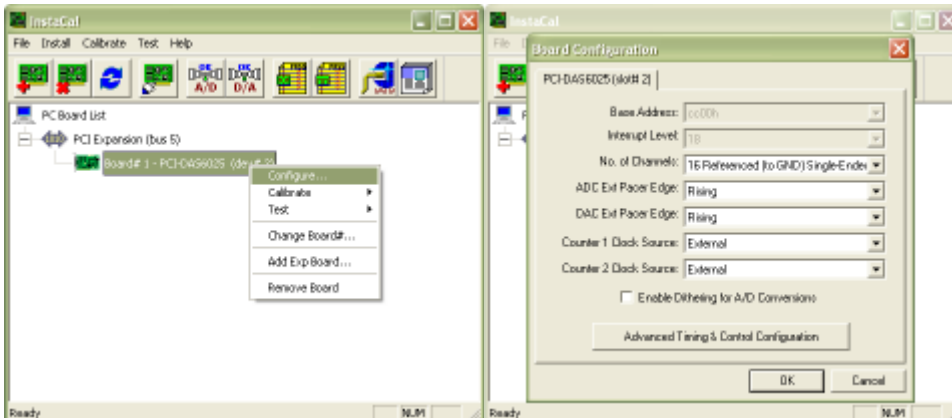 InstaCal
File Install Calibrate Test Help
A/D D/A
PC Board List
PCI Expansion (bus 5)
Board# 1 - PCI-DAS6025 (dev#
Configure...
Calibrate
Test
Change Board#...
Add Exp Board...
Remove Board
Ready NUM
InstaCal
File
Board Configuration
PCI-DAS6025 (slot# 2)
Base Address: cc00h
Interrupt Level: 18
No. of Channels: 16 Referenced (to GND) Single-Ended
ADC Ext Pacer Edge: Rising
DAC Ext Pacer Edge: Rising
Counter 1 Clock Source: External
Counter 2 Clock Source: External
Enable Dithering for A/D Conversions
Advanced Timing & Control Configuration
OK Cancel
Ready NUM